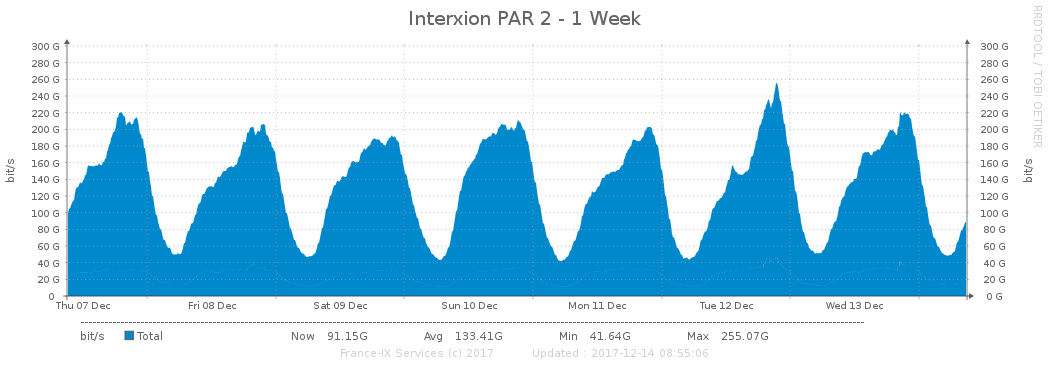 Interxion PAR 2 - 1 Week
RRDTOOL / TOBI OETIKER
bit/s
300 G 300 G
280 G 280 G
260 G 260 G
240 G 240 G
220 G 220 G
200 G 200 G
180 G 180 G
160 G 160 G
140 G 140 G
120 G 120 G
100 G 100 G
80 G 80 G
60 G 60 G
40 G 40 G
20 G 20 G
0 0 G
bit/s
Thu 07 Dec Fri 08 Dec Sat 09 Dec Sun 10 Dec Mon 11 Dec Tue 12 Dec Wed 13 Dec
bit/s Total Now 91.15G Avg 133.41G Min 41.64G Max 255.07G
France-IX Services (c) 2017 Updated : 2017-12-14 08:55:06